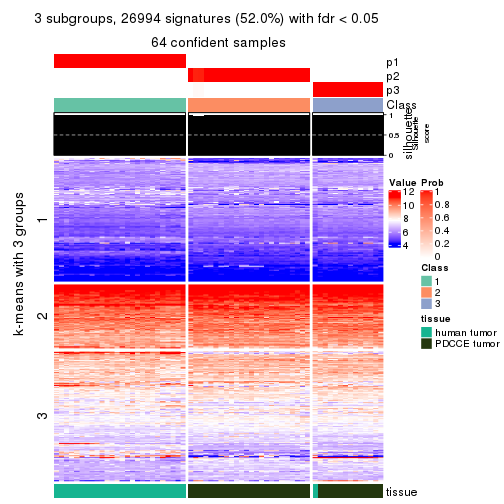 3 subgroups, 26994 signatures (52.0%) with fdr < 0.05
64 confident samples
p1
p2
p3
Class
1
0.5
0
silhouette
Silhouette
score
k-means with 3 groups
1
2
3
tissue
Value
12
10
8
6
4
Prob
1
0.8
0.6
0.4
0.2
0
Class
1
2
3
tissue
human tumor
PDCCE tumor